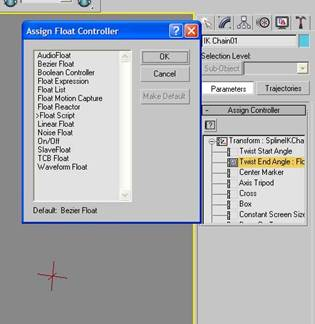 Assign Float Controller
AudioFloat
Bezier Float
Boolean Controller
Float Expression
Float List
Float Motion Capture
Float Reactor
>Float Script
Linear Float
Noise Float
On/Off
SlaveFloat
TCB Float
Waveform Float
OK
Cancel
Make Default
Default: Bezier Float
IK Chain01
Selection Level:
Sub-Object
Parameters
Trajectories
- Assign Controller
?
Transform : SplineIKCha
Twist Start Angle
Twist End Angle : Flo
Center Marker
Axis Tripod
Cross
Box
Constant Screen Size